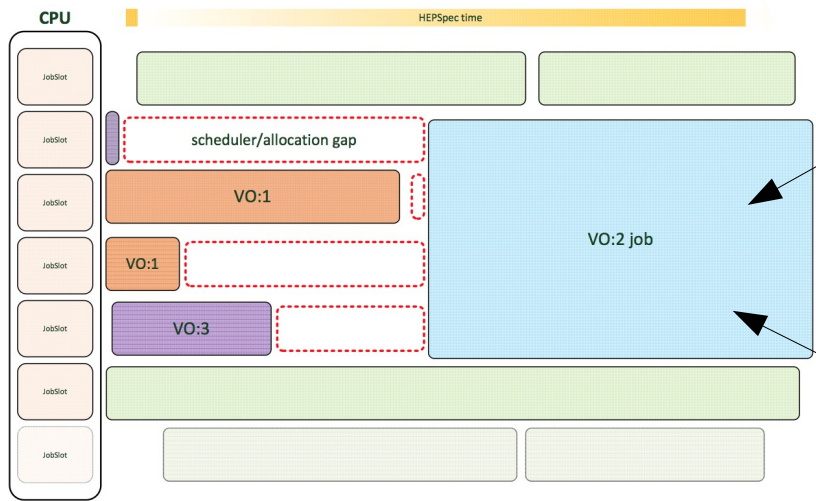 CPU
HEPSpec time
JobSlot
JobSlot
scheduler/allocation gap
JobSlot
VO:1
VO:2 job
JobSlot
VO:1
JobSlot
VO:3
JobSlot
JobSlot